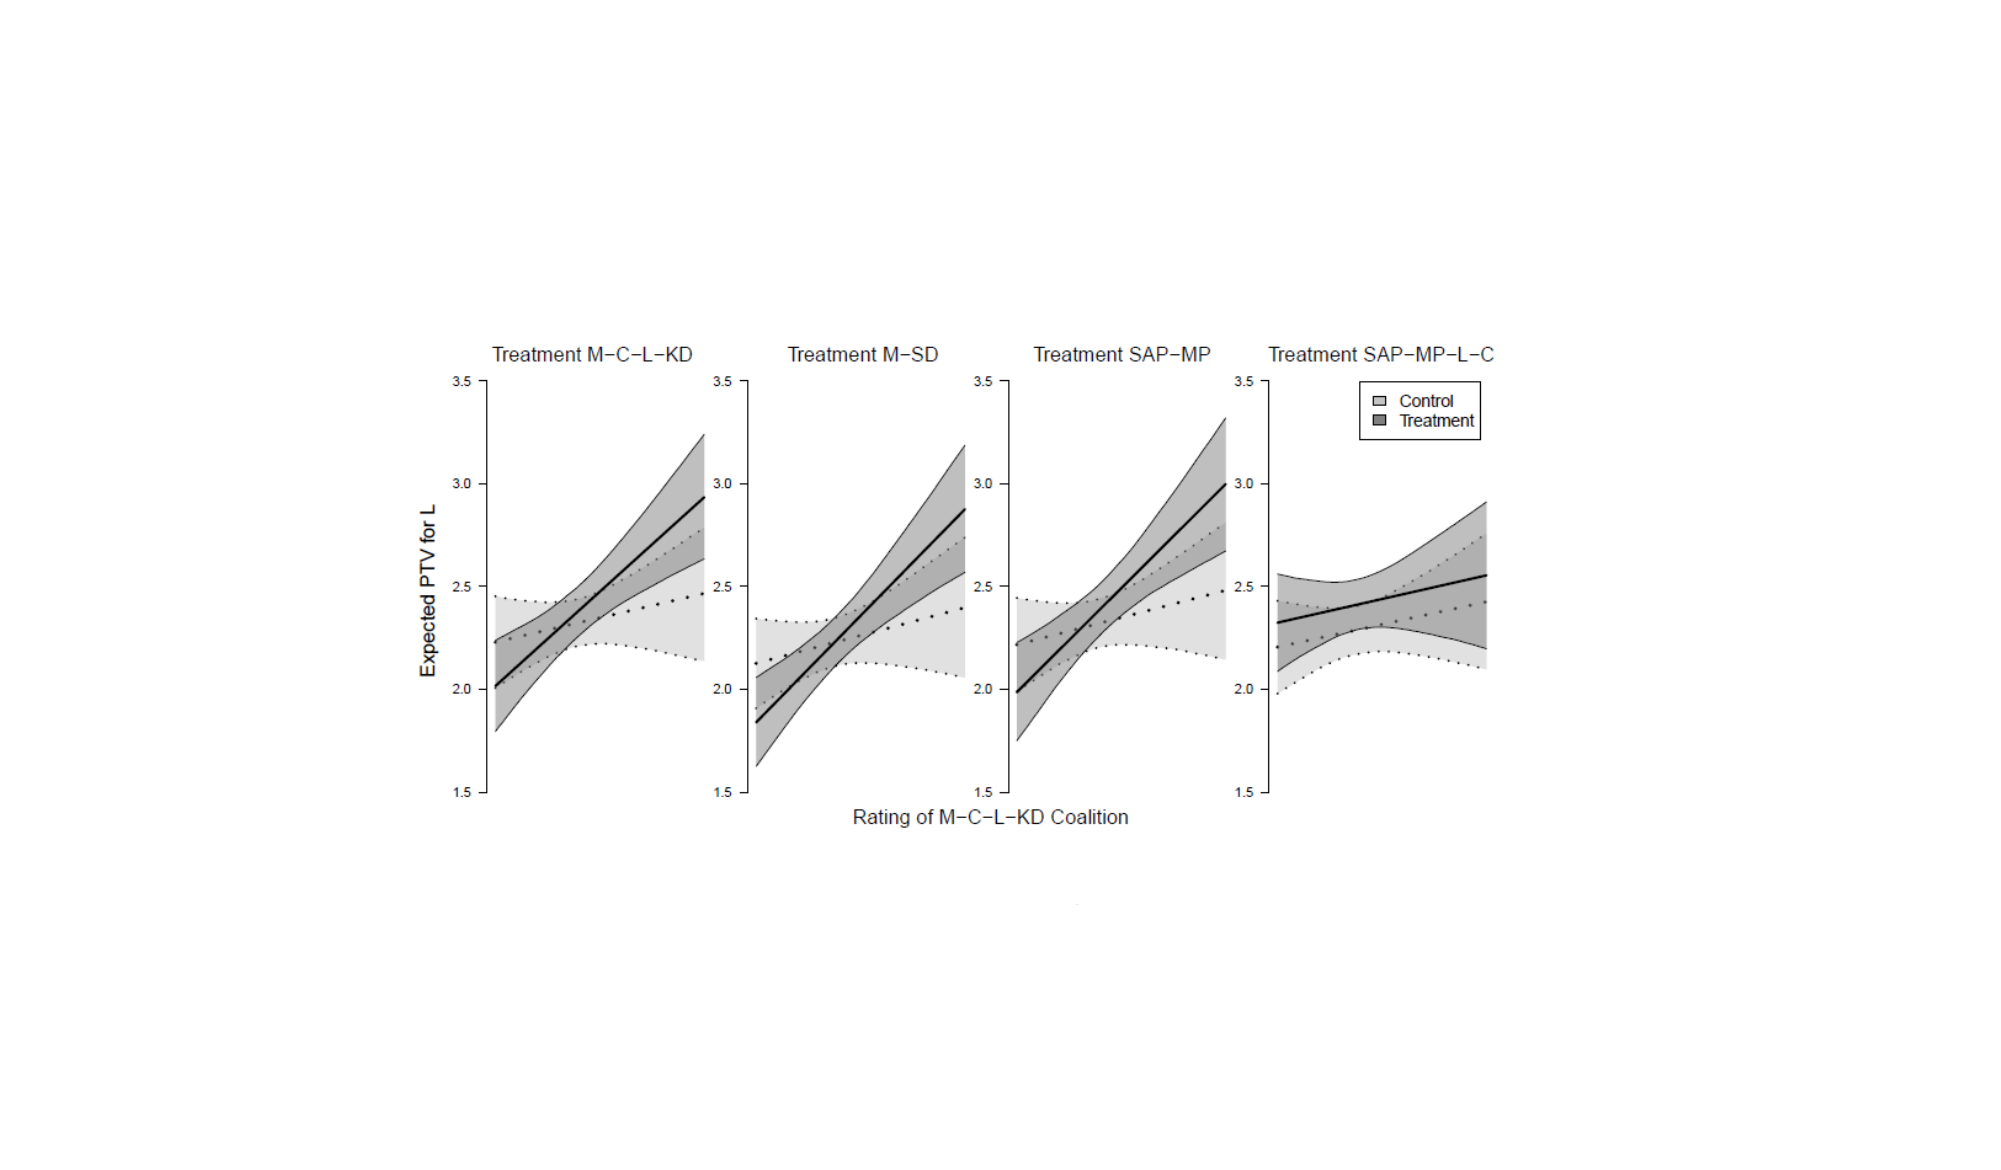 Treatment M−C−L−KD
Treatment M−SD
Treatment SAP−MP
Treatment SAP−MP−L−C
Expected PTV for L
3.5
3.0
2.5
2.0
1.5
3.5
3.0
2.5
2.0
1.5
3.5
3.0
2.5
2.0
1.5
3.5
3.0
2.5
2.0
1.5
Control
Treatment
Rating of M−C−L−KD Coalition